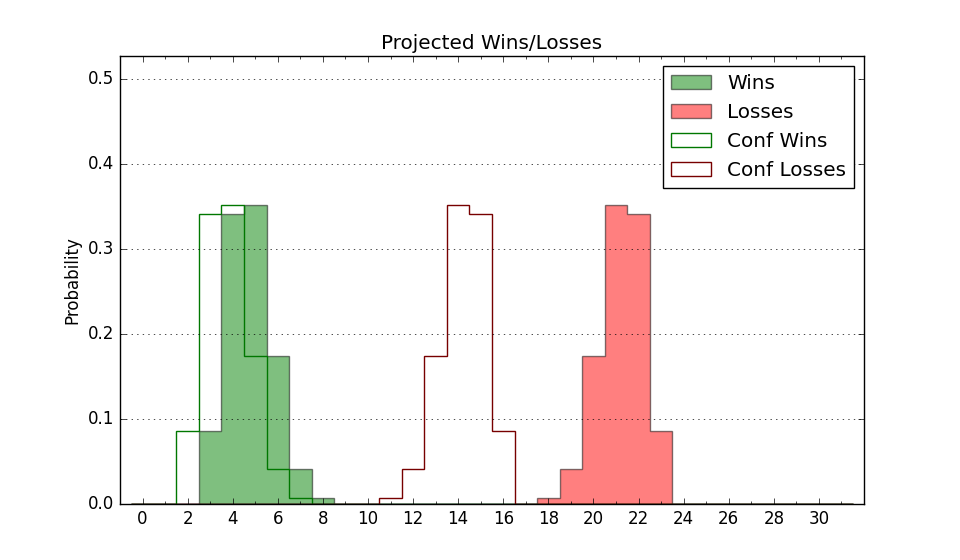 Projected Wins/Losses
0.5
0.4
0.3
0.2
0.1
0.0
Probability
Wins
Losses
Conf Wins
Conf Losses
0 2 4 6 8 10 12 14 16 18 20 22 24 26 28 30